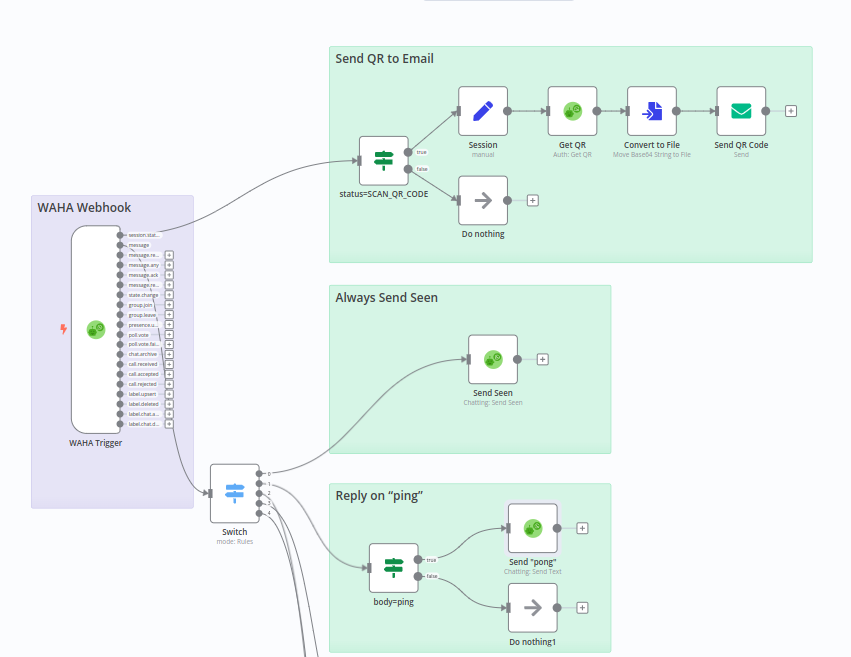 Send QR to Email
Session
manual
Get QR
Auth: Get QR
Convert to File
Move Base64 String to File
Send QR Code
Send
true
false
status=SCAN_QR_CODE
Do nothing
WAHA Webhook
session.stat...
message
message.re...
message.any
message.ack
message.re...
state.change
group.join
group.leave
presence.u...
poll.vote
poll.vote.fai...
chat.archive
call.received
call.accepted
call.rejected
label.upsert
label.deleted
label.chat.a...
label.chat.d...
WAHA Trigger
Always Send Seen
Send Seen
Chatting: Send Seen
0
1
2
3
4
Switch
mode: Rules
Reply on “ping”
true
false
body=ping
Send "pong"
Chatting: Send Text
Do nothing1